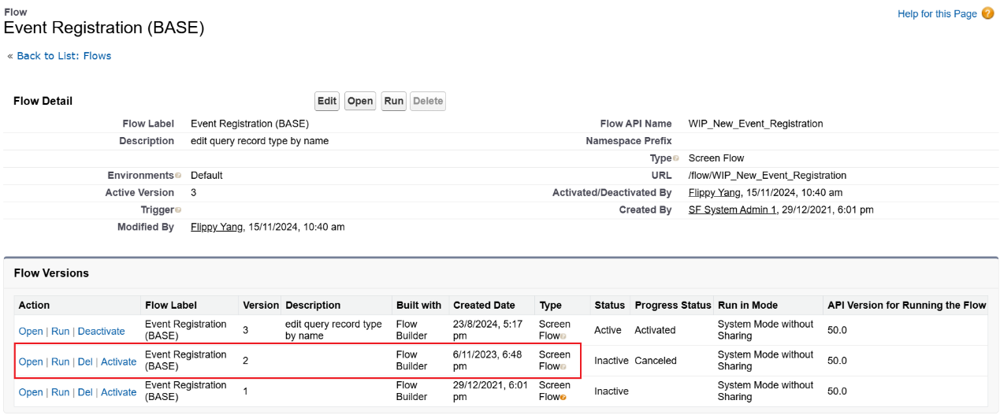 Flow
Help for this Page
Event Registration (BASE)
« Back to List: Flows
Flow Detail
Edit Open Run Delete
Flow Label Event Registration (BASE) Flow API Name WIP_New_Event_Registration
Description edit query record type by name Namespace Prefix
Type Screen Flow
Environments Default URL /flow/WIP_New_Event_Registration
Active Version 3 Activated/Deactivated By Flippy Yang, 15/11/2024, 10:40 am
Trigger Created By SF System Admin 1, 29/12/2021, 6:01 pm
Modified By Flippy Yang, 15/11/2024, 10:40 am
Flow Versions
Action Flow Label Version Description Built with Created Date Type Status Progress Status Run in Mode API Version for Running the Flow
Open | Run | Deactivate Event Registration 3 edit query record type Flow 23/8/2024, 5:17 Screen Active Activated System Mode without 50.0
(BASE) by name Builder pm Flow Sharing
Open | Run | Del | Activate Event Registration 2 Flow 6/11/2023, 6:48 Screen Inactive Canceled System Mode without 50.0
(BASE) Builder pm Flow Sharing
Open | Run | Del | Activate Event Registration 1 Flow 29/12/2021, 6:01 Screen Inactive System Mode without 50.0
(BASE) Builder pm Flow Sharing